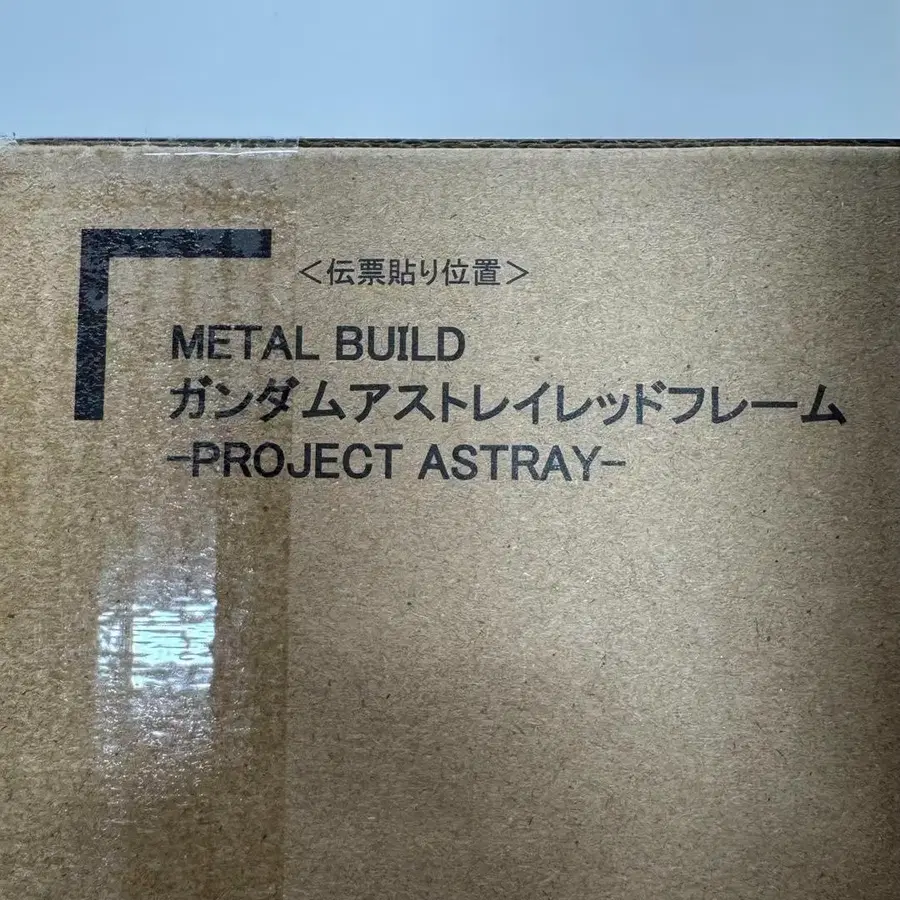 <伝票貼り位置>
METAL BUILD
ガンダムアストレイレッドフレーム
-PROJECT ASTRAY-